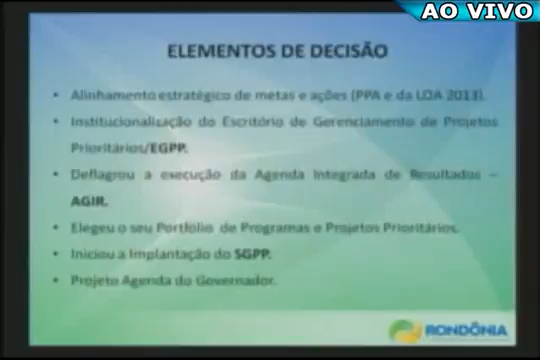 AO VIVO
ELEMENTOS DE DECISÃO
• Alinhamento estratégico de metas e ações (PPA e da LOA 2013).
• Institucionalização do Escritório de Gerenciamento de Projetos
Prioritários/EGPP.
• Deflagrou a execução da Agenda Integrada de Resultados –
AGIR.
• Elegeu o seu Portfolio de Programas e Projetos Prioritários.
• Iniciou a Implantação do SGPP.
• Projeto Agenda do Governador.
RONDÔNIA